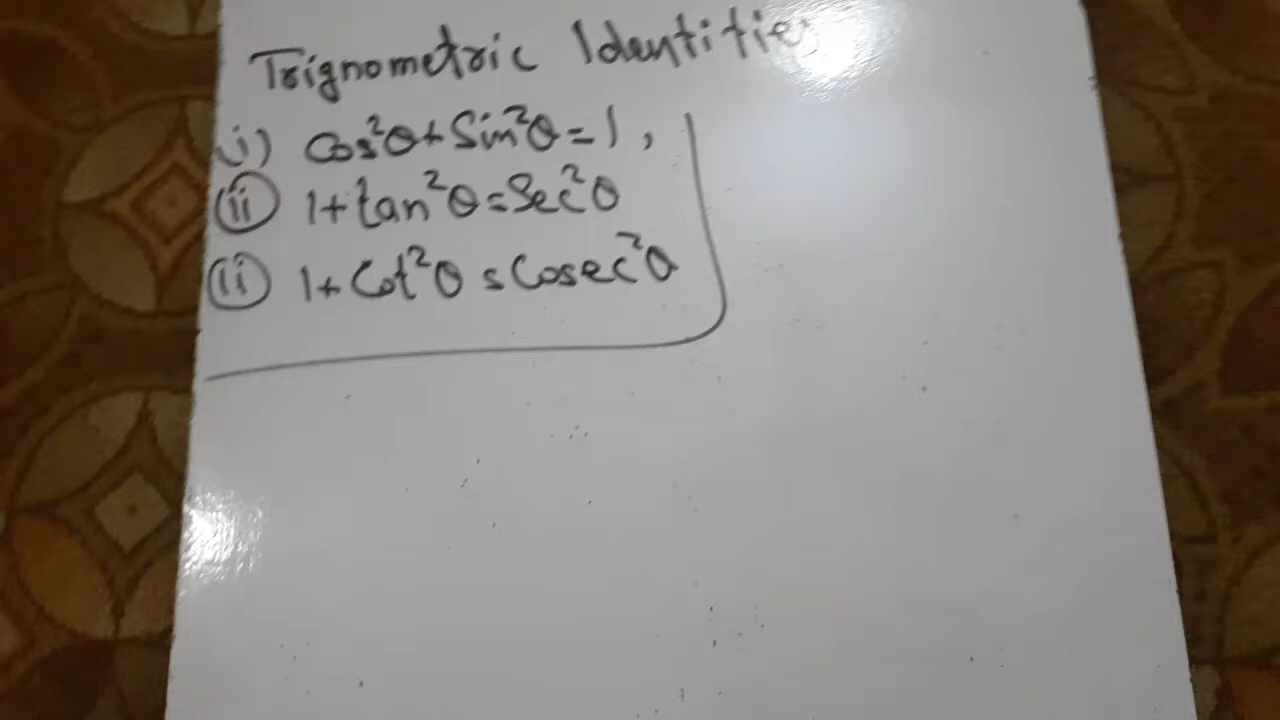 Trignometric Identities
(i) Cos²θ+Sin²θ=1,
(ii) 1+tan²θ=Sec²θ
(ii) 1+Cot²θ=Cosec²θ